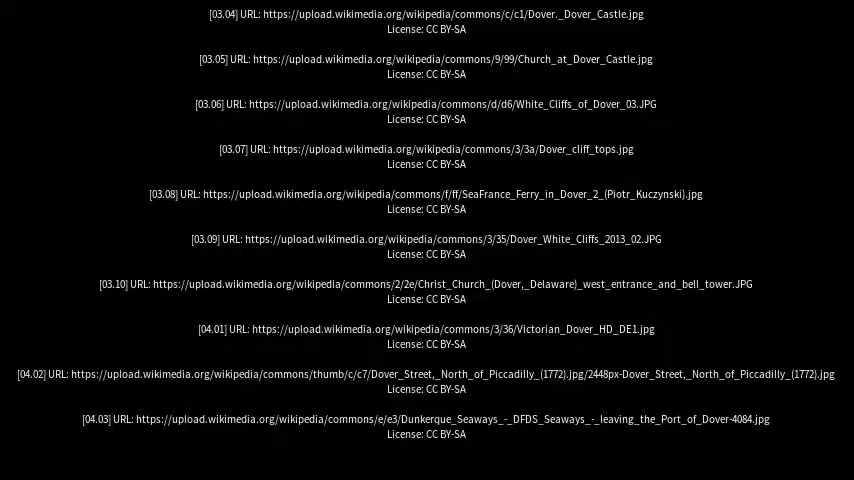 [03.04] URL: https://upload.wikimedia.org/wikipedia/commons/c/c1/Dover._Dover_Castle.jpg
License: CC BY-SA
[03.05] URL: https://upload.wikimedia.org/wikipedia/commons/9/99/Church_at_Dover_Castle.jpg
License: CC BY-SA
[03.06] URL: https://upload.wikimedia.org/wikipedia/commons/d/d6/White_Cliffs_of_Dover_03.JPG
License: CC BY-SA
[03.07] URL: https://upload.wikimedia.org/wikipedia/commons/3/3a/Dover_cliff_tops.jpg
License: CC BY-SA
[03.08] URL: https://upload.wikimedia.org/wikipedia/commons/f/ff/SeaFrance_Ferry_in_Dover_2_(Piotr_Kuczynski).jpg
License: CC BY-SA
[03.09] URL: https://upload.wikimedia.org/wikipedia/commons/3/35/Dover_White_Cliffs_2013_02.JPG
License: CC BY-SA
[03.10] URL: https://upload.wikimedia.org/wikipedia/commons/2/2e/Christ_Church_(Dover,_Delaware)_west_entrance_and_bell_tower.JPG
License: CC BY-SA
[04.01] URL: https://upload.wikimedia.org/wikipedia/commons/3/36/Victorian_Dover_HD_DE1.jpg
License: CC BY-SA
[04.02] URL: https://upload.wikimedia.org/wikipedia/commons/thumb/c/c7/Dover_Street,_North_of_Piccadilly_(1772).jpg/2448px-Dover_Street,_North_of_Piccadilly_(1772).jpg
License: CC BY-SA
[04.03] URL: https://upload.wikimedia.org/wikipedia/commons/e/e3/Dunkerque_Seaways_-_DFDS_Seaways_-_leaving_the_Port_of_Dover-4084.jpg
License: CC BY-SA